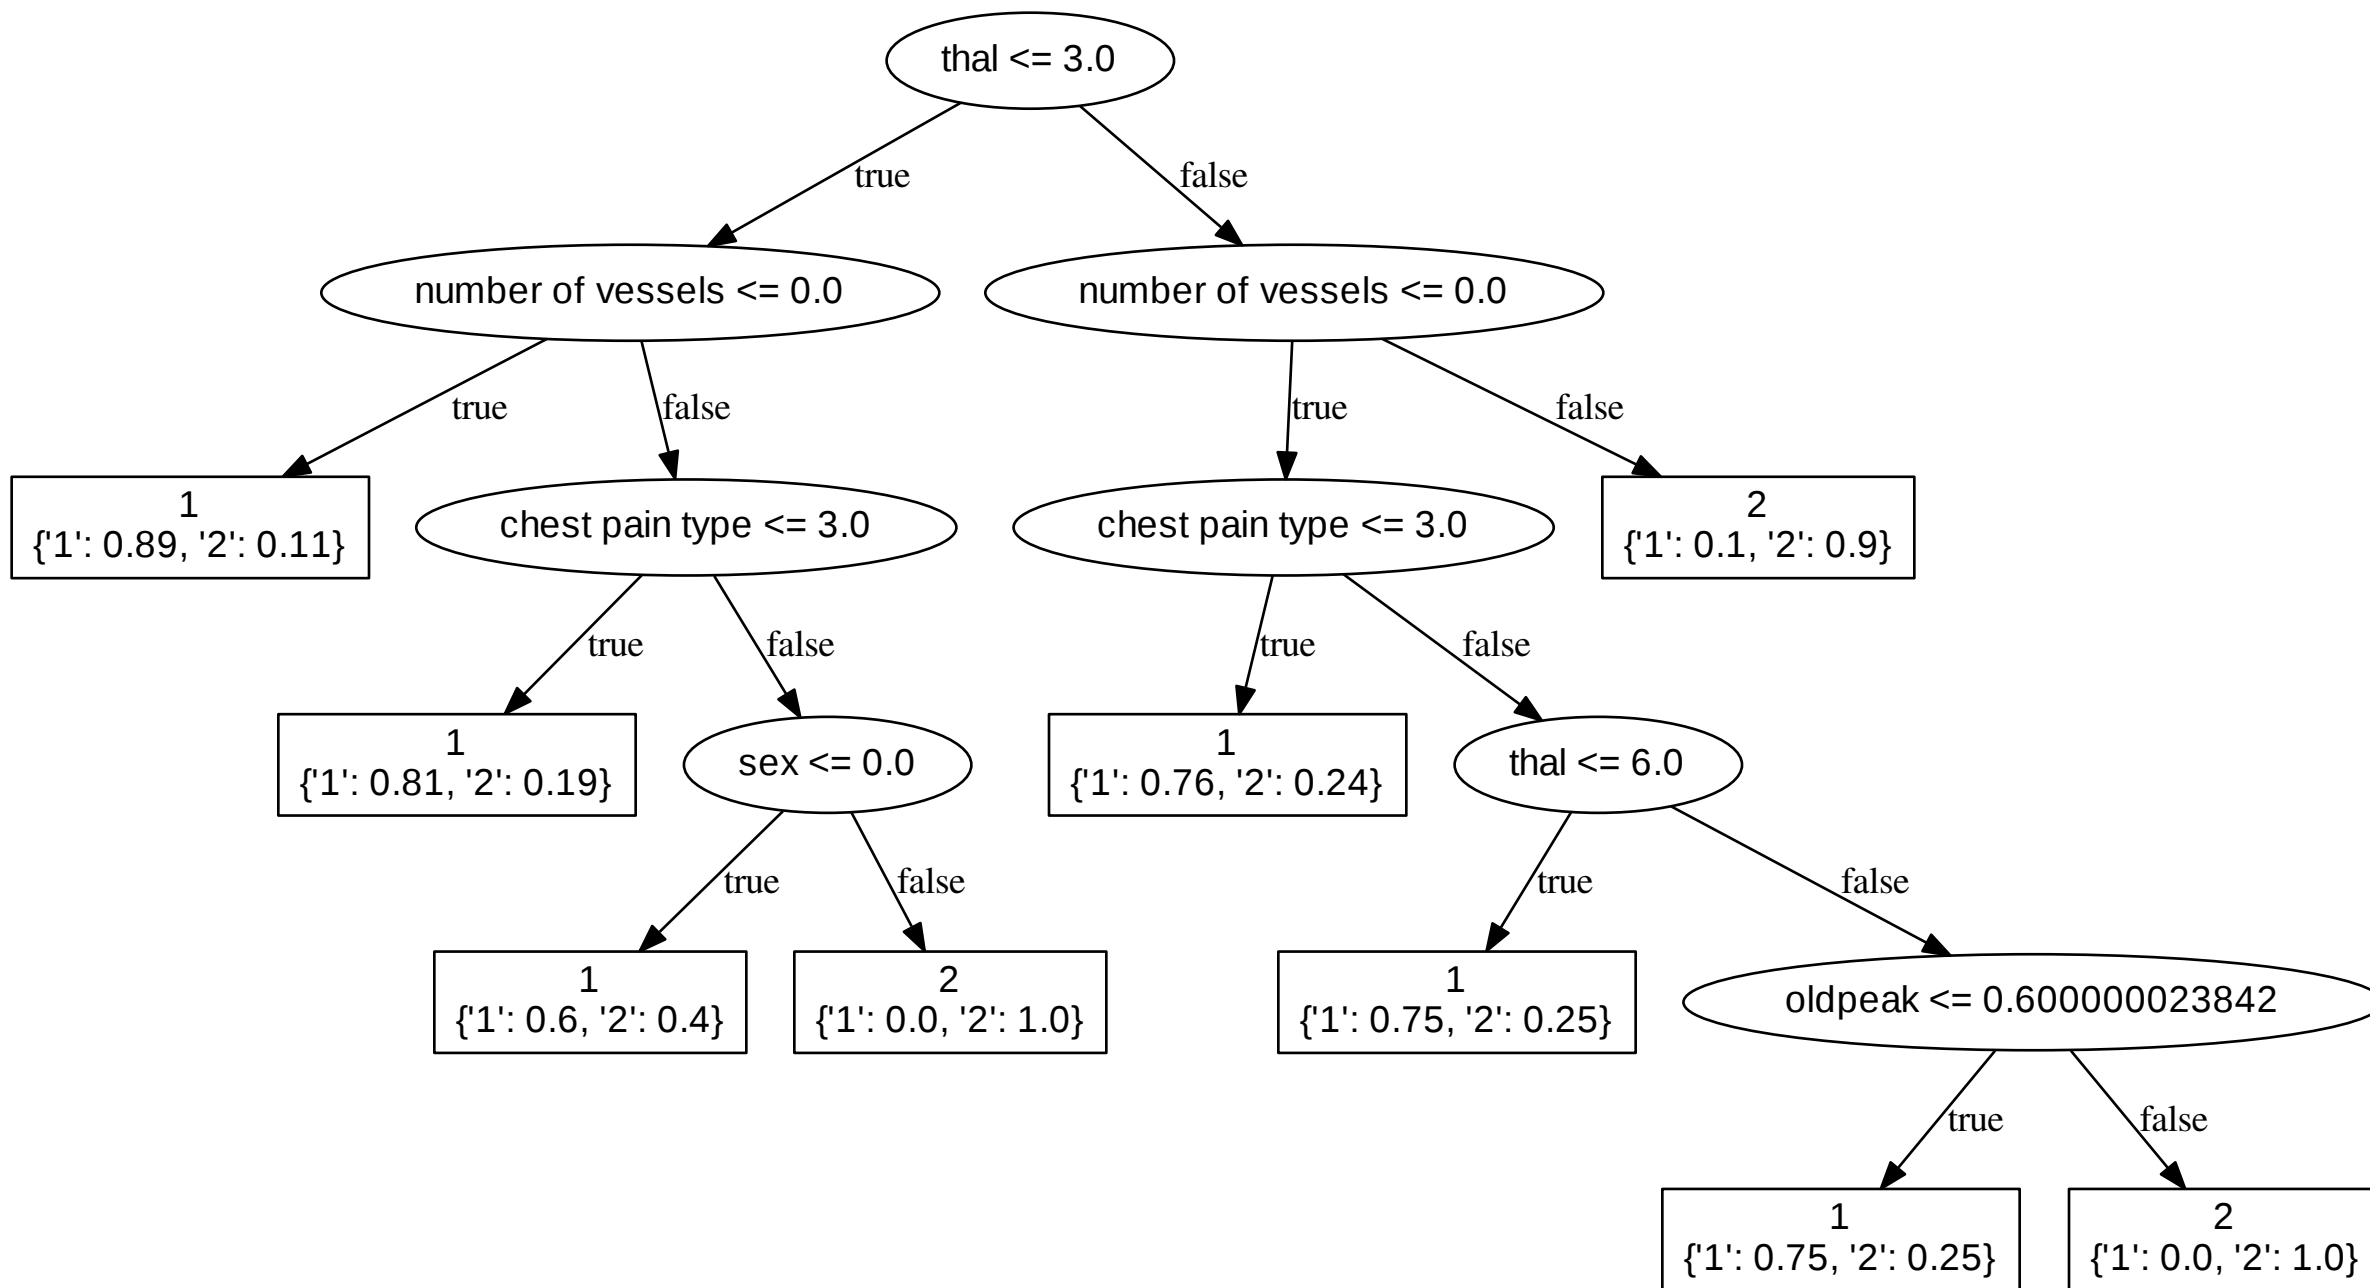 thal <= 3.0
true
false
number of vessels <= 0.0
number of vessels <= 0.0
true
false
true
false
1
{'1': 0.89, '2': 0.11}
chest pain type <= 3.0
chest pain type <= 3.0
2
{'1': 0.1, '2': 0.9}
true
false
true
false
1
{'1': 0.81, '2': 0.19}
sex <= 0.0
1
{'1': 0.76, '2': 0.24}
thal <= 6.0
true
false
true
false
1
{'1': 0.6, '2': 0.4}
2
{'1': 0.0, '2': 1.0}
1
{'1': 0.75, '2': 0.25}
oldpeak <= 0.600000023842
true
false
1
{'1': 0.75, '2': 0.25}
2
{'1': 0.0, '2': 1.0}